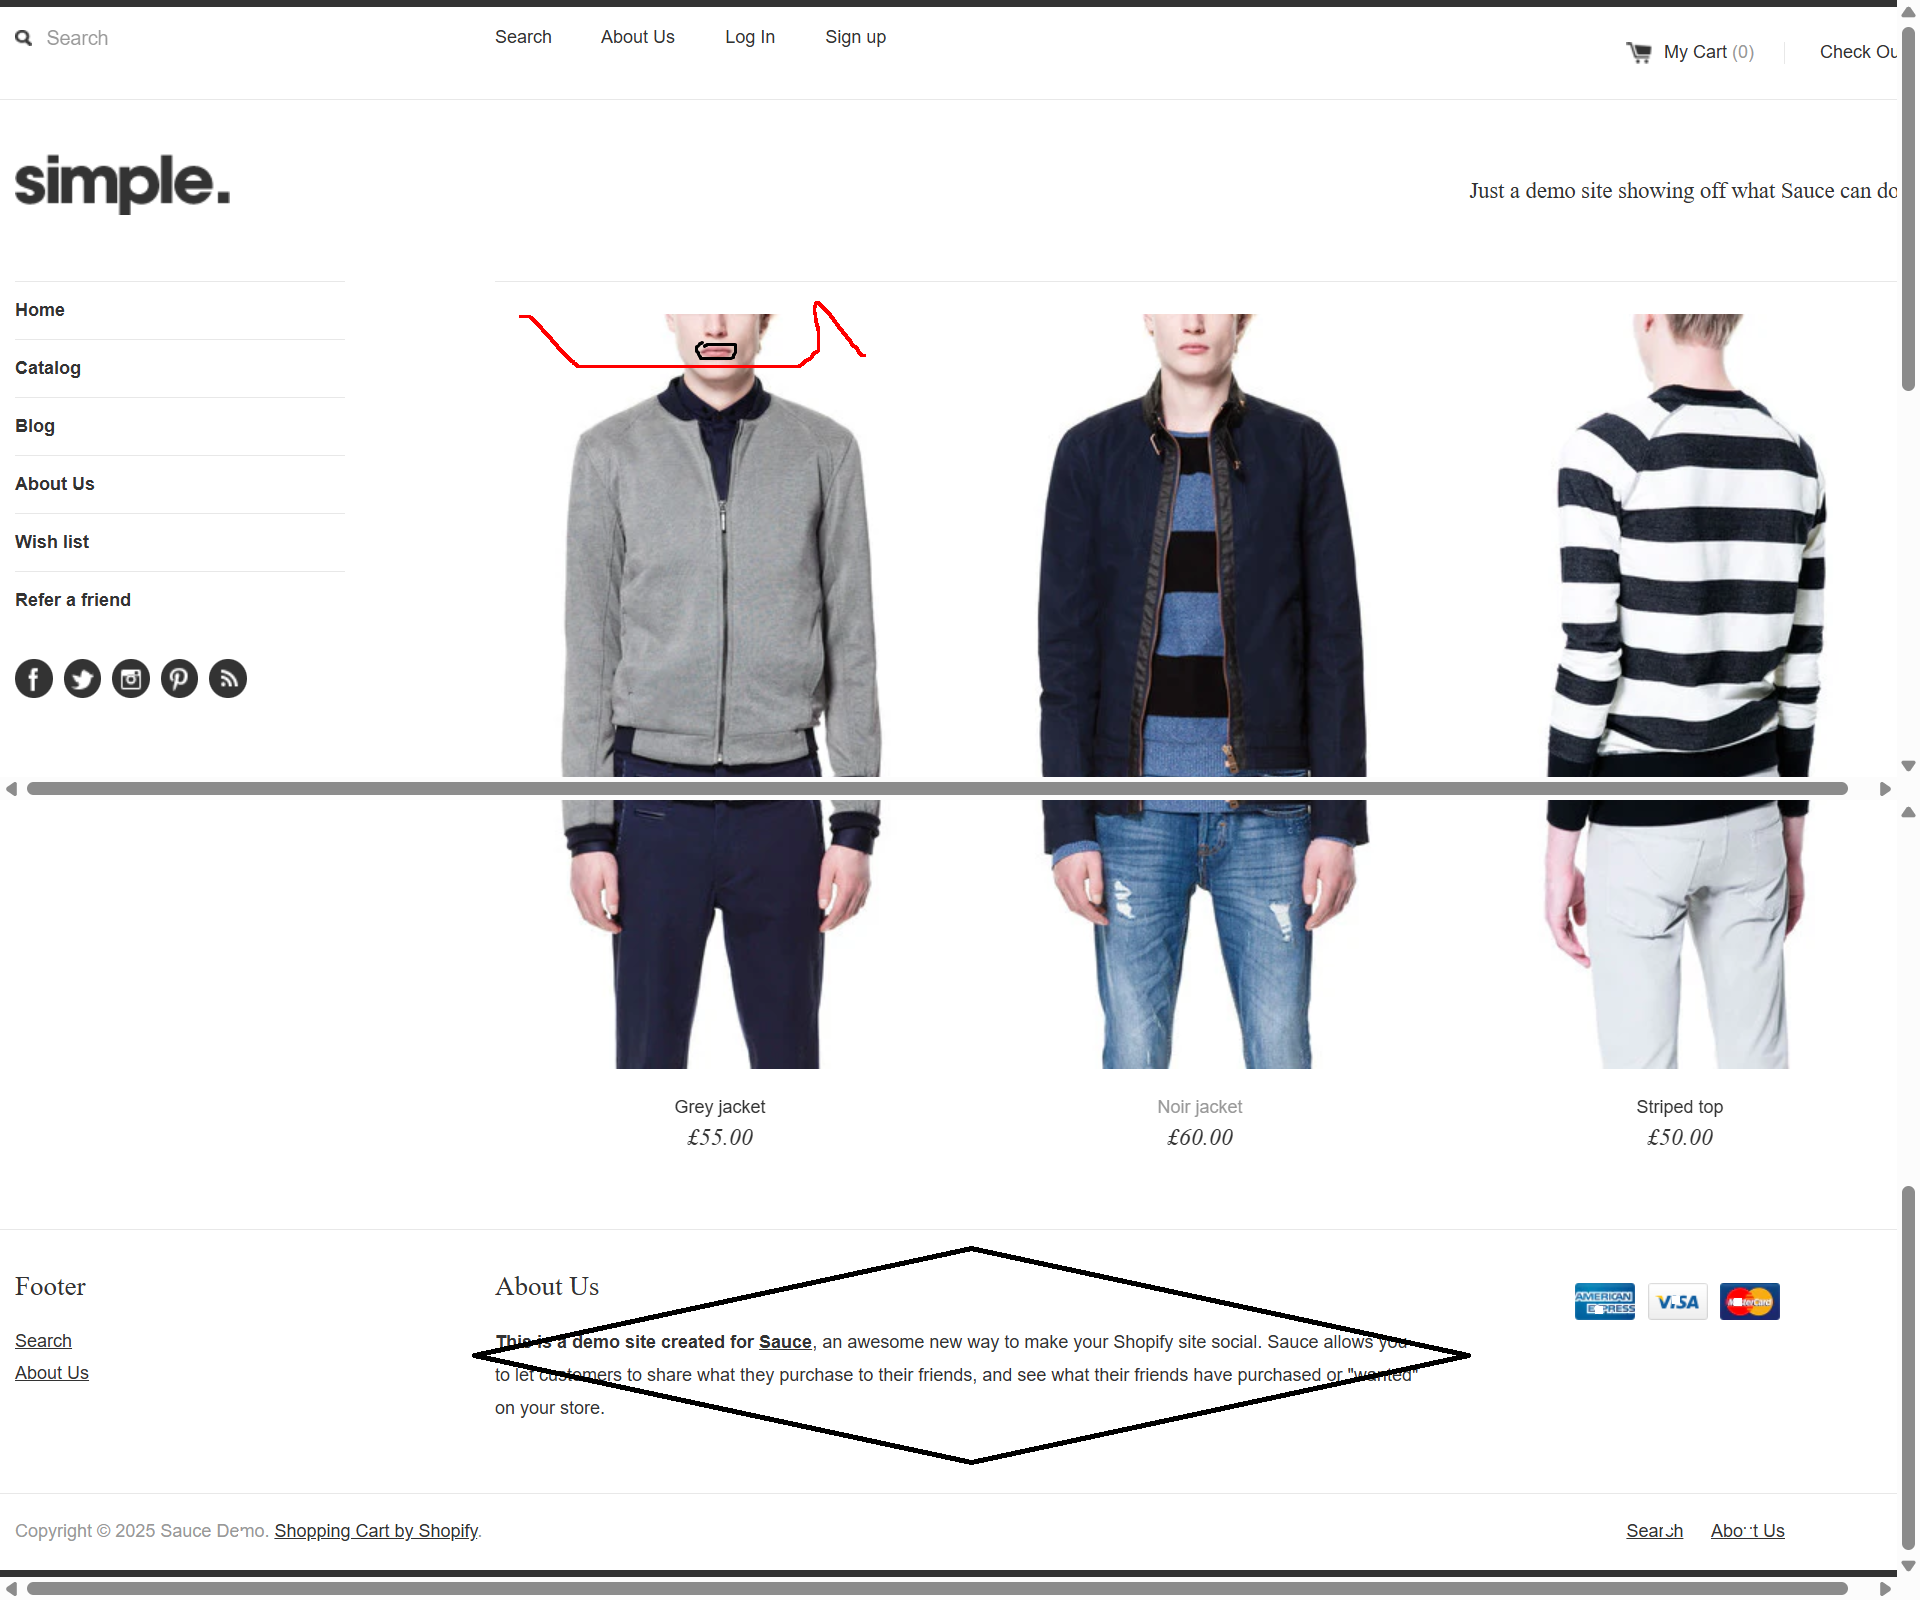 Search
Search About Us Log In Sign up
My Cart (0)
Check Ou
simple.
Just a demo site showing off what Sauce can do
Home
Catalog
Blog
About Us
Wish list
Refer a friend
Grey jacket
£55.00
Noir jacket
£60.00
Striped top
£50.00
Footer
Search
About Us
About Us
This is a demo site created for Sauce, an awesome new way to make your Shopify site social. Sauce allows you
to let customers to share what they purchase to their friends, and see what their friends have purchased or "wanted"
on your store.
AMERICAN EXPRESS
VISA
MasterCard
Copyright © 2025 Sauce Demo. Shopping Cart by Shopify.
Search About Us